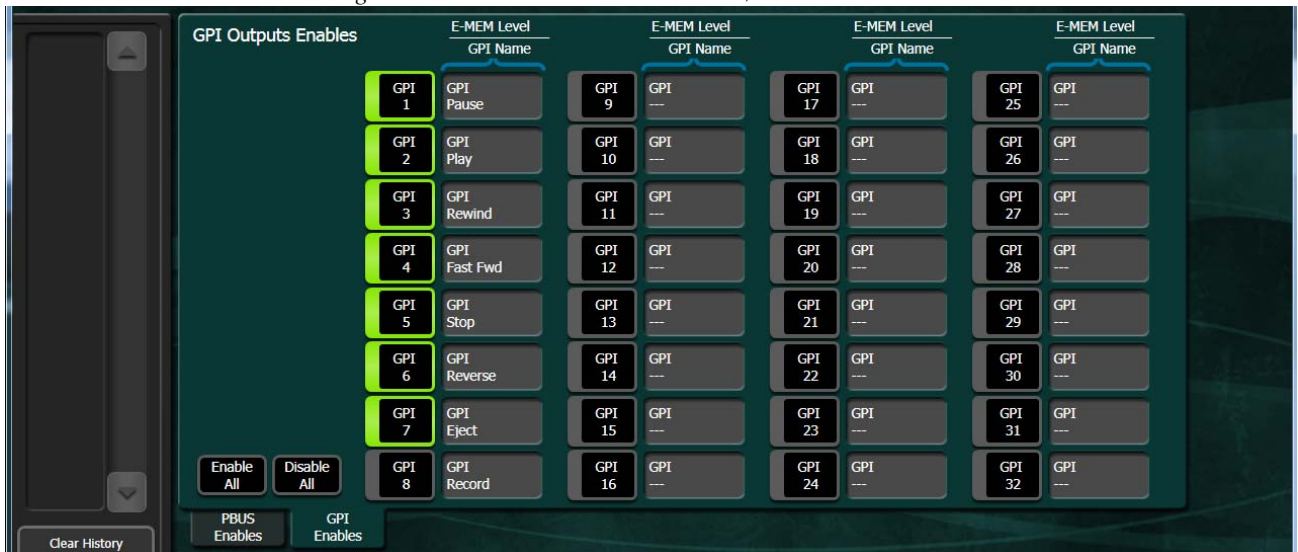 GPI Outputs Enables
E-MEM Level
GPI Name
E-MEM Level
GPI Name
E-MEM Level
GPI Name
E-MEM Level
GPI Name
GPI
1
GPI
Pause
GPI
9
GPI
---
GPI
17
GPI
---
GPI
25
GPI
---
GPI
2
GPI
Play
GPI
10
GPI
---
GPI
18
GPI
---
GPI
26
GPI
---
GPI
3
GPI
Rewind
GPI
11
GPI
---
GPI
19
GPI
---
GPI
27
GPI
---
GPI
4
GPI
Fast Fwd
GPI
12
GPI
---
GPI
20
GPI
---
GPI
28
GPI
---
GPI
5
GPI
Stop
GPI
13
GPI
---
GPI
21
GPI
---
GPI
29
GPI
---
GPI
6
GPI
Reverse
GPI
14
GPI
---
GPI
22
GPI
---
GPI
30
GPI
---
GPI
7
GPI
Eject
GPI
15
GPI
---
GPI
23
GPI
---
GPI
31
GPI
---
Enable
All
Disable
All
GPI
8
GPI
Record
GPI
16
GPI
---
GPI
24
GPI
---
GPI
32
GPI
---
PBUS
Enables
GPI
Enables
Clear History